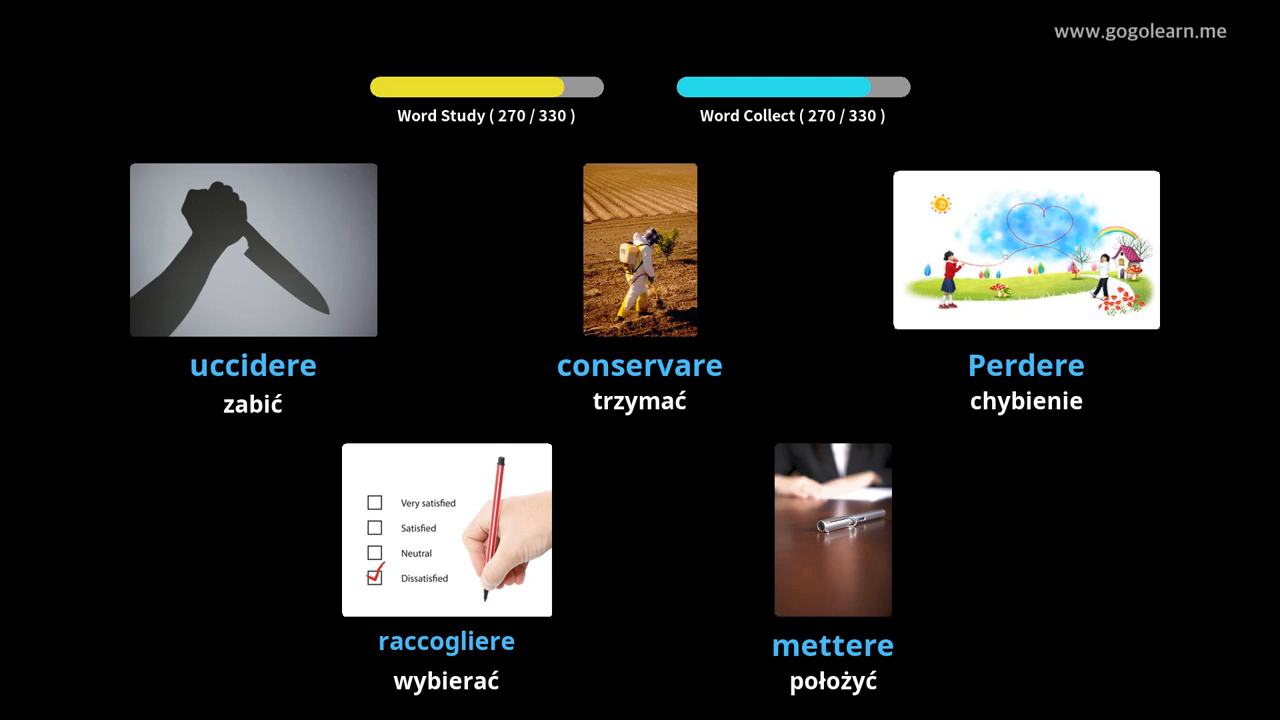 www.gogolearn.me
Word Study ( 270 / 330 )
Word Collect ( 270 / 330 )
uccidere
zabić
conservare
trzymać
Perdere
chybienie
Very satisfied
Satisfied
Neutral
Dissatisfied
raccogliere
wybierać
mettere
położyć